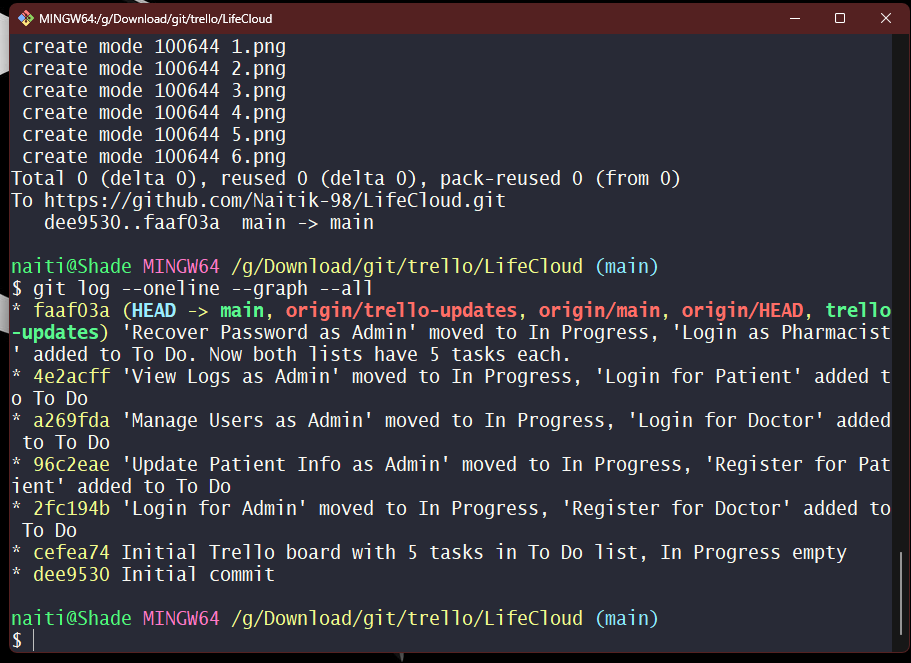 MINGW64:/g/Download/git/trello/LifeCloud
create mode 100644 1.png
create mode 100644 2.png
create mode 100644 3.png
create mode 100644 4.png
create mode 100644 5.png
create mode 100644 6.png
Total 0 (delta 0), reused 0 (delta 0), pack-reused 0 (from 0)
To https://github.com/Naitik-98/LifeCloud.git
   dee9530..faaf03a  main -> main
naiti@Shade MINGW64 /g/Download/git/trello/LifeCloud (main)
$ git log --oneline --graph --all
* faaf03a (HEAD -> main, origin/trello-updates, origin/main, origin/HEAD, trello
-updates) 'Recover Password as Admin' moved to In Progress, 'Login as Pharmacist
' added to To Do. Now both lists have 5 tasks each.
* 4e2acff 'View Logs as Admin' moved to In Progress, 'Login for Patient' added t
o To Do
* a269fda 'Manage Users as Admin' moved to In Progress, 'Login for Doctor' added
 to To Do
* 96c2eae 'Update Patient Info as Admin' moved to In Progress, 'Register for Pat
ient' added to To Do
* 2fc194b 'Login for Admin' moved to In Progress, 'Register for Doctor' added to
 To Do
* cefea74 Initial Trello board with 5 tasks in To Do list, In Progress empty
* dee9530 Initial commit
naiti@Shade MINGW64 /g/Download/git/trello/LifeCloud (main)
$